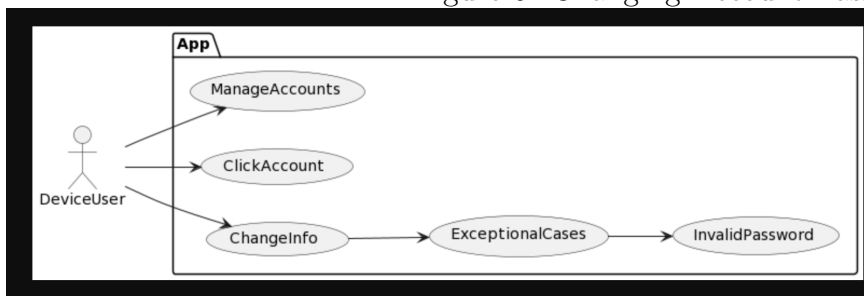 App
ManageAccounts
ClickAccount
DeviceUser
ChangeInfo
ExceptionalCases
InvalidPassword